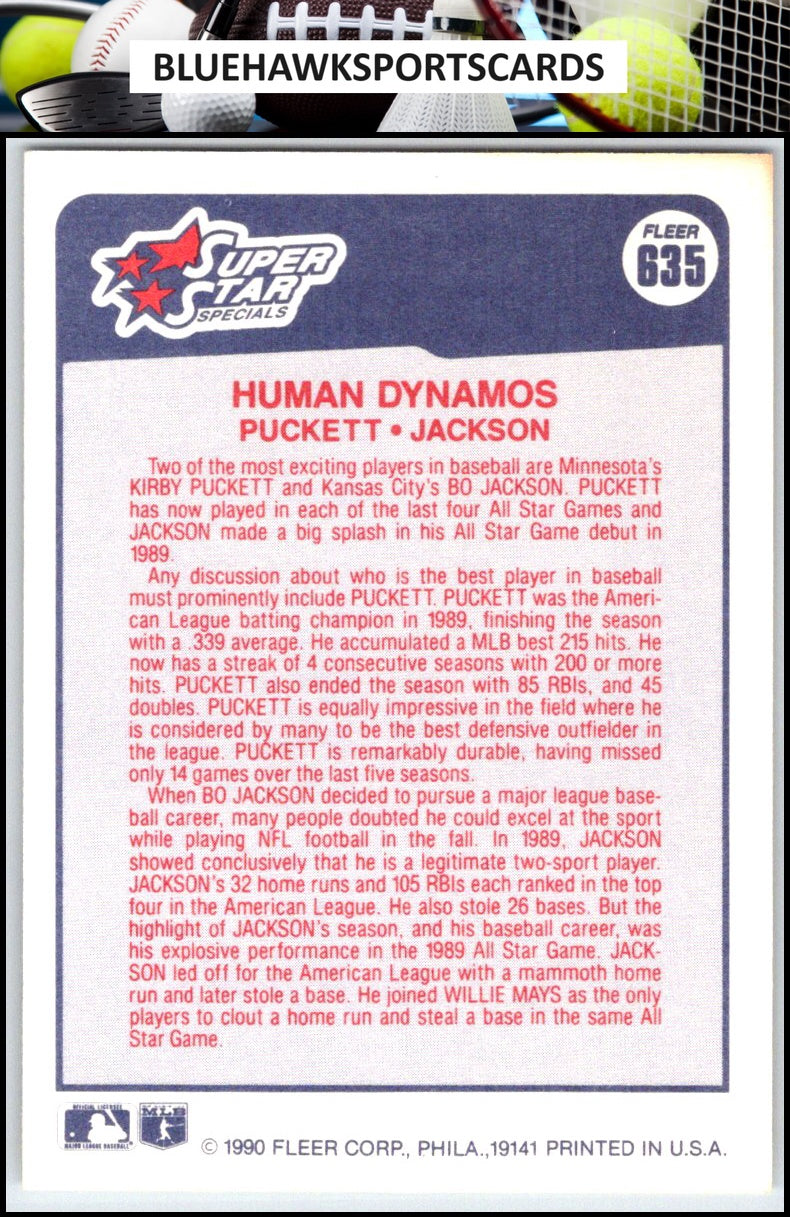 BLUEHAWKSPORTSCARDS
SUPER
STAR
SPECIALS
FLEER
635
HUMAN DYNAMOS
PUCKETT • JACKSON
Two of the most exciting players in baseball are Minnesota's
KIRBY PUCKETT and Kansas City's BO JACKSON. PUCKETT
has now played in each of the last four All Star Games and
JACKSON made a big splash in his All Star Game debut in
1989.
Any discussion about who is the best player in baseball
must prominently include PUCKETT. PUCKETT was the Ameri-
can League batting champion in 1989, finishing the season
with a .339 average. He accumulated a MLB best 215 hits. He
now has a streak of 4 consecutive seasons with 200 or more
hits. PUCKETT also ended the season with 85 RBIs, and 45
doubles. PUCKETT is equally impressive in the field where he
is considered by many to be the best defensive outfielder in
the league. PUCKETT is remarkably durable, having missed
only 14 games over the last five seasons.
When BO JACKSON decided to pursue a major league base-
ball career, many people doubted he could excel at the sport
while playing NFL football in the fall. In 1989, JACKSON
showed conclusively that he is a legitimate two-sport player.
JACKSON's 32 home runs and 105 RBIs each ranked in the top
four in the American League. He also stole 26 bases. But the
highlight of JACKSON's season, and his baseball career, was
his explosive performance in the 1989 All Star Game. JACK-
SON led off for the American League with a mammoth home
run and later stole a base. He joined WILLIE MAYS as the only
players to clout a home run and steal a base in the same All
Star Game.
OFFICIAL LICENSEE
MAJOR LEAGUE BASEBALL
MLB
© 1990 FLEER CORP., PHILA.,19141 PRINTED IN U.S.A.